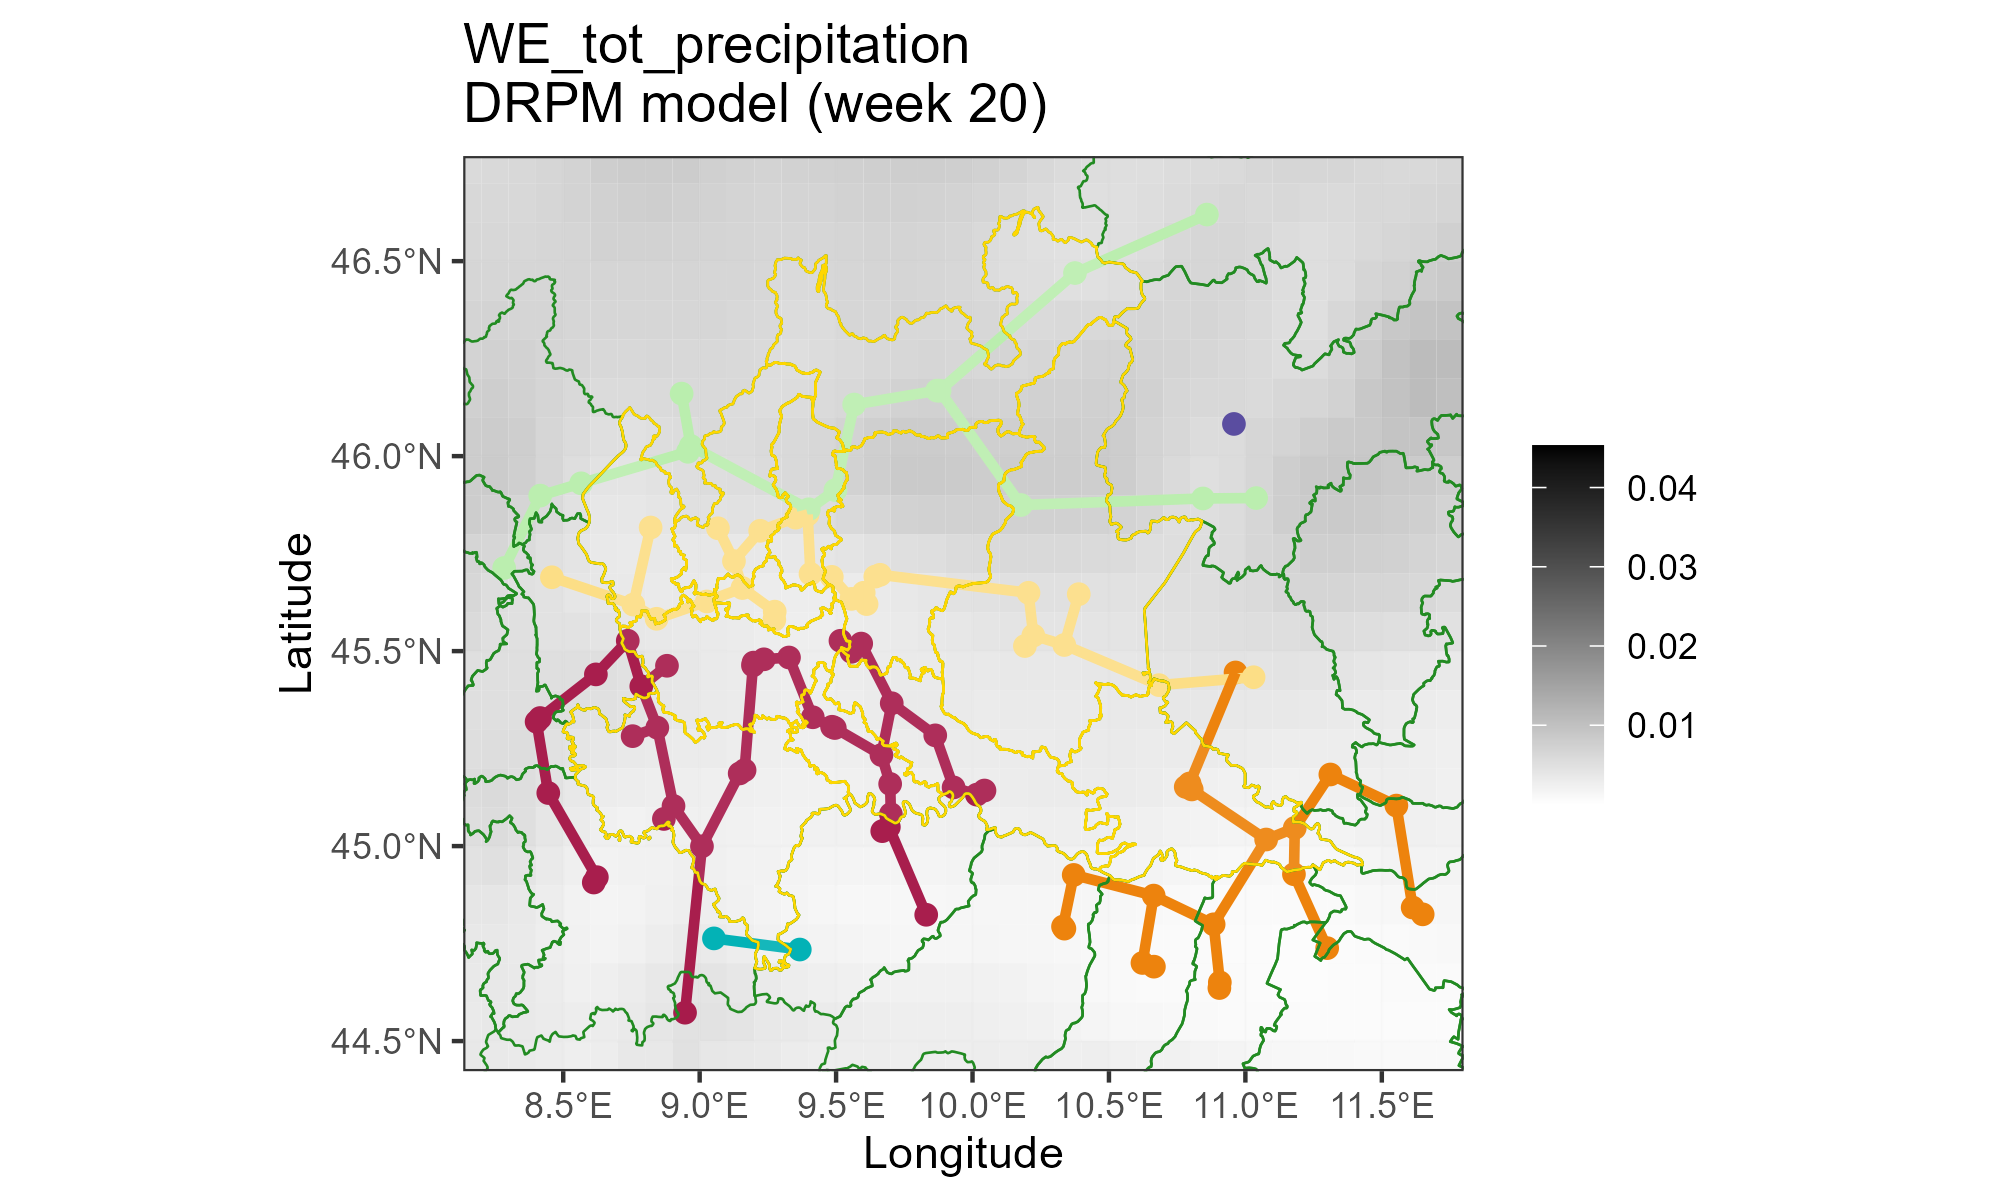 WE_tot_precipitation
DRPM model (week 20)
46.5°N
46.0°N
45.5°N
45.0°N
44.5°N
Latitude
8.5°E 9.0°E 9.5°E 10.0°E 10.5°E 11.0°E 11.5°E
Longitude
0.04
0.03
0.02
0.01